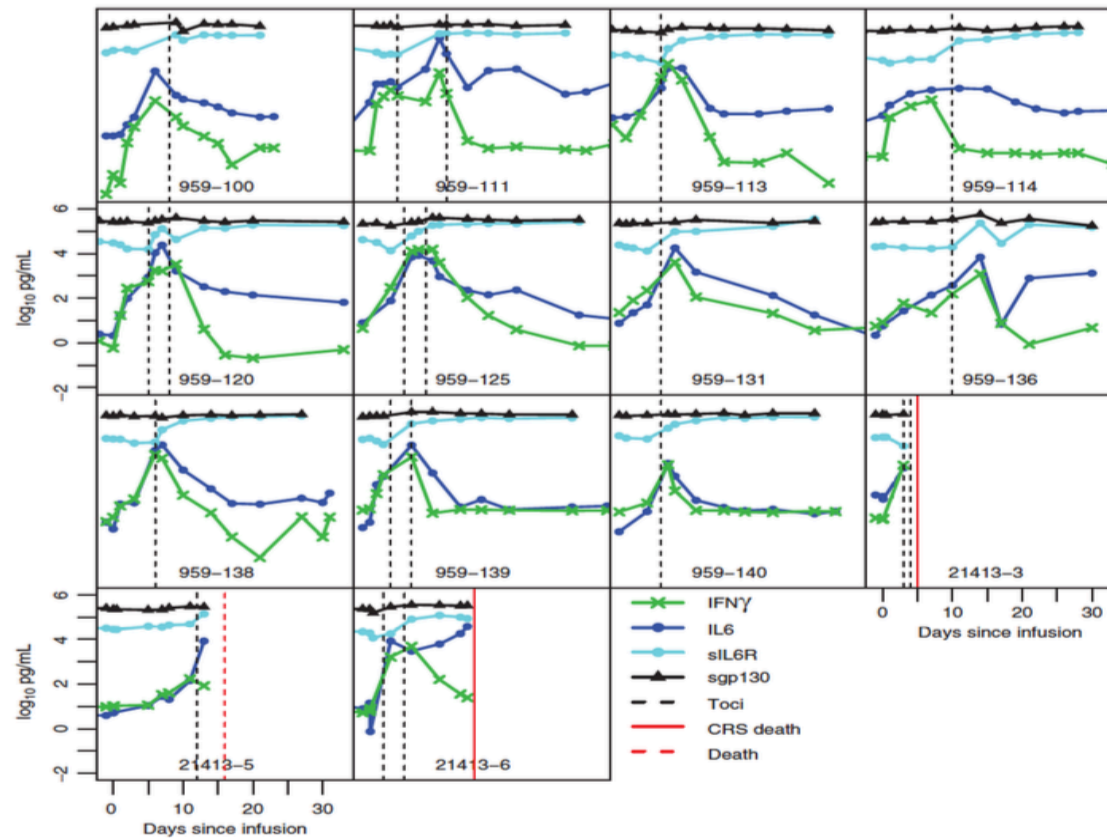 959–100 959–111 959–113 959–114
6
4
2
0
−2
log10 pg/mL
959–120 959–125 959–131 959–136
959–138 959–139 959–140 21413–3
0 10 20 30
Days since infusion
6
4
2
0
−2
log10 pg/mL
21413–5 21413–6
0 10 20 30
Days since infusion
IFNγ
IL6
sIL6R
sgp130
Toci
CRS death
Death